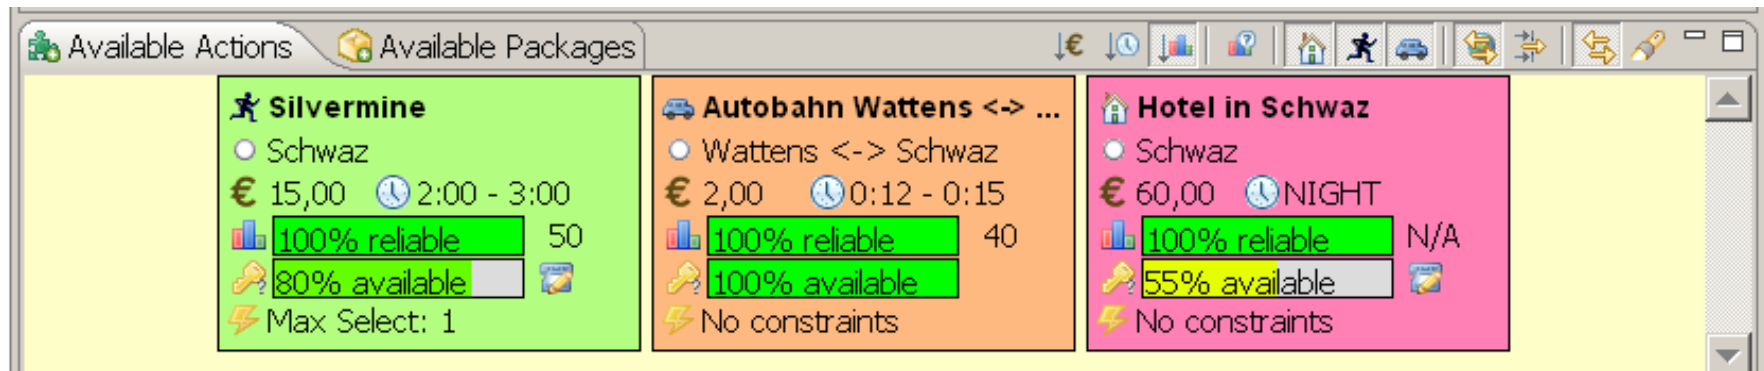 Available Actions Available Packages
Silvermine
Schwaz
€ 15,00 2:00 - 3:00
100% reliable 50
80% available
Max Select: 1
Autobahn Wattens <-> ...
Wattens <-> Schwaz
€ 2,00 0:12 - 0:15
100% reliable 40
100% available
No constraints
Hotel in Schwaz
Schwaz
€ 60,00 NIGHT
100% reliable N/A
55% available
No constraints